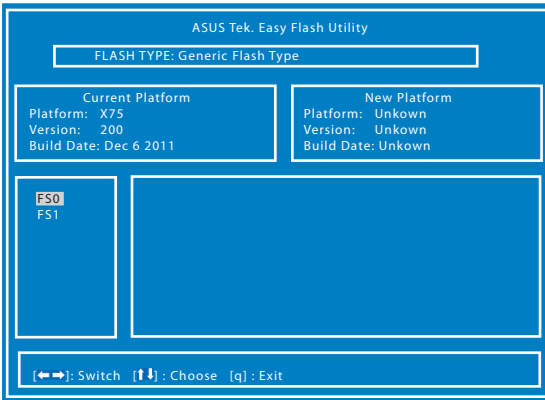 ASUS Tek. Easy Flash Utility
FLASH TYPE: Generic Flash Type
Current Platform
Platform: X75
Version: 200
Build Date: Dec 6 2011
New Platform
Platform: Unkown
Version: Unkown
Build Date: Unkown
FS0
FS1
[⬅➡]: Switch [⬆⬇] : Choose [q] : Exit